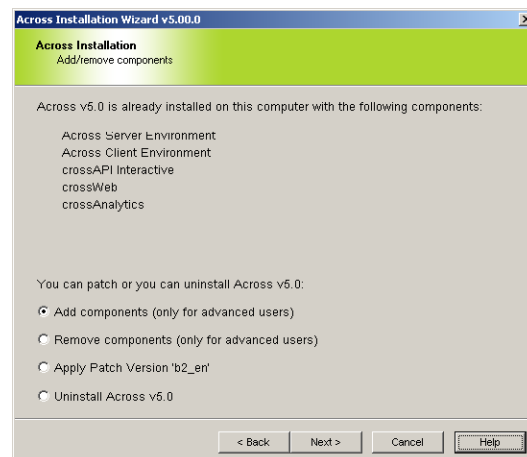 Across Installation Wizard v5.00.0
Across Installation
Add/remove components
Across v5.0 is already installed on this computer with the following components:
Across Server Environment
Across Client Environment
crossAPI Interactive
crossWeb
crossAnalytics
You can patch or you can uninstall Across v5.0:
Add components (only for advanced users)
Remove components (only for advanced users)
Apply Patch Version 'b2_en'
Uninstall Across v5.0
< Back Next > Cancel Help